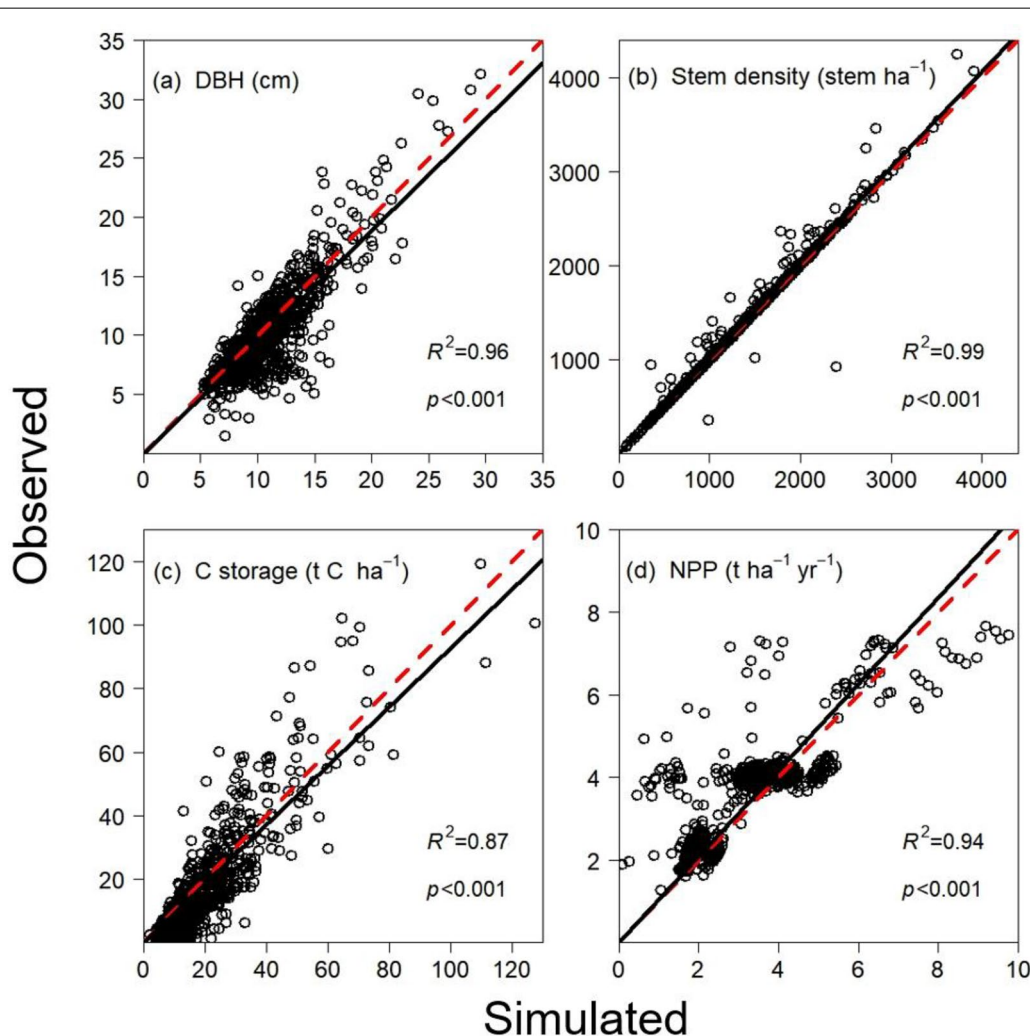 Observed
(a) DBH (cm)
35
30
25
20
15
10
5
R²=0.96
p<0.001
0 5 10 15 20 25 30 35
(b) Stem density (stem ha⁻¹)
4000
3000
2000
1000
R²=0.99
p<0.001
0 1000 2000 3000 4000
(c) C storage (t C ha⁻¹)
120
100
80
60
40
20
R²=0.87
p<0.001
0 20 40 60 80 100 120
(d) NPP (t ha⁻¹ yr⁻¹)
10
8
6
4
2
R²=0.94
p<0.001
0 2 4 6 8 10
Simulated